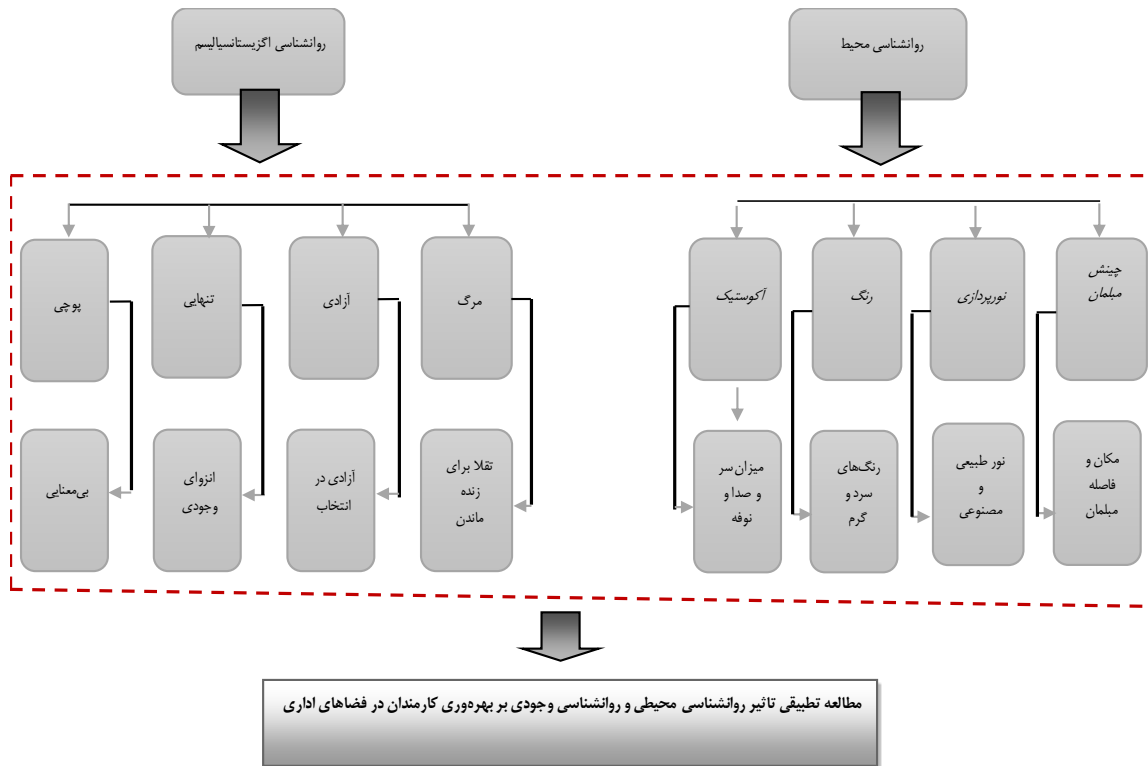 روانشناسی محیط
روانشناسی اگزیستانسیالیسم
چینش
مبلمان
نورپردازی
رنگ
آکوستیک
مرگ
آزادی
تنهایی
پوچی
مکان و
فاصله
مبلمان
نور طبیعی
و
مصنوعی
رنگ‌های
سرد و
گرم
میزان سر
و صدا و
نوفه
تقلا برای
زنده
ماندن
آزادی در
انتخاب
انزوای
وجودی
بی‌معنایی
مطالعه تطبیقی تاثیر روانشناسی محیطی و روانشناسی وجودی بر بهره‌وری کارمندان در فضاهای اداری